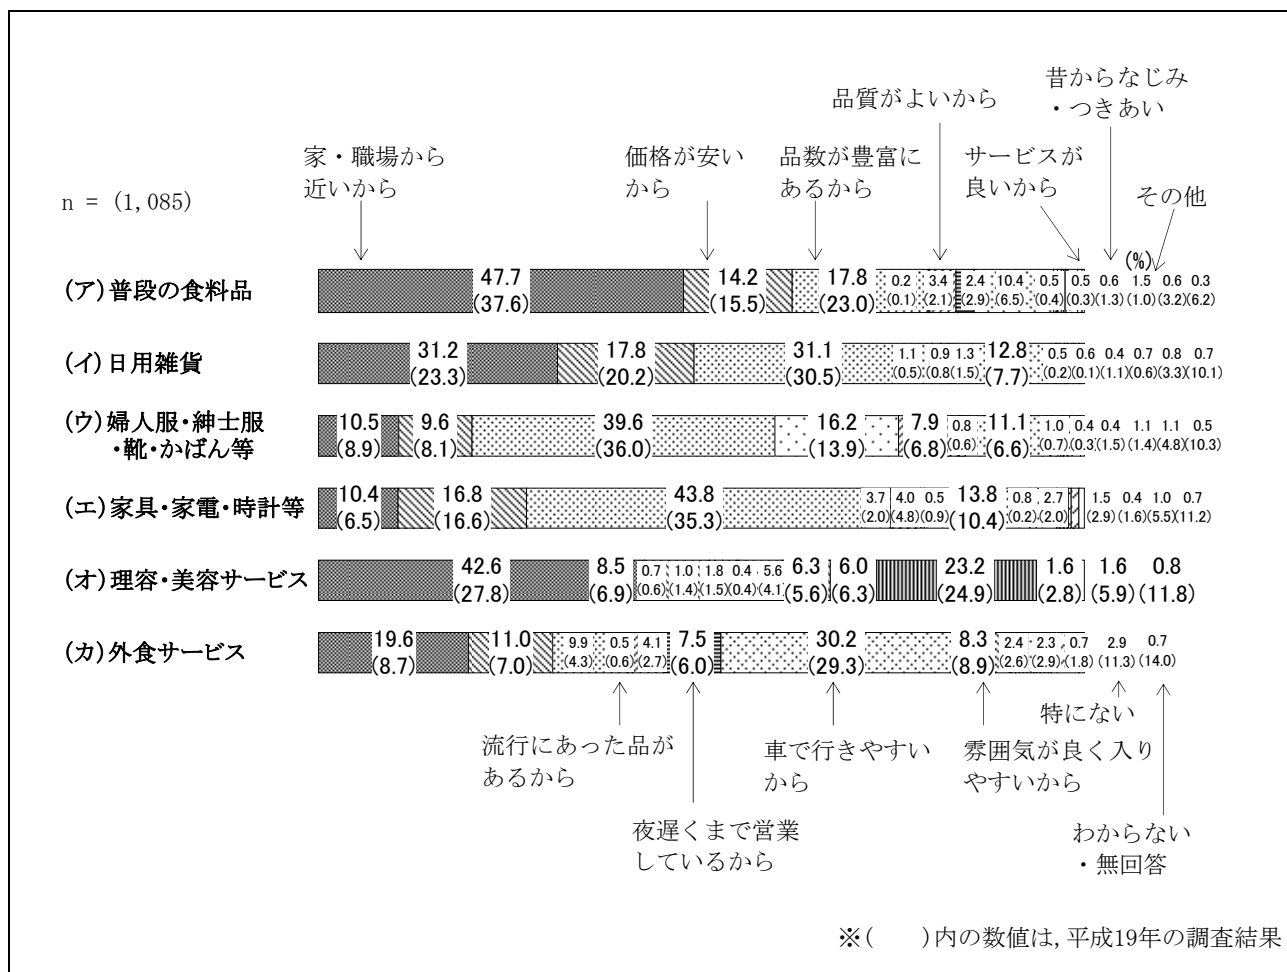 昔からなじみ
・つきあい
品質がよいから
家・職場から
近いから
価格が安い
から
品数が豊富に
あるから
サービスが
良いから
その他
n = (1,085)
(%)
(ア)普段の食料品
47.7 14.2 17.8 0.2 3.4 2.4 10.4 0.5 0.5 0.6 1.5 0.6 0.3
(37.6) (15.5) (23.0) (0.1) (2.1) (2.9) (6.5) (0.4) (0.3) (1.3) (1.0) (3.2) (6.2)
(イ)日用雑貨
31.2 17.8 31.1 1.1 0.9 1.3 12.8 0.5 0.6 0.4 0.7 0.8 0.7
(23.3) (20.2) (30.5) (0.5) (0.8) (1.5) (7.7) (0.2) (0.1) (1.1) (0.6) (3.3) (10.1)
(ウ)婦人服・紳士服
・靴・かばん等
10.5 9.6 39.6 16.2 7.9 0.8 11.1 1.0 0.4 0.4 1.1 1.1 0.5
(8.9) (8.1) (36.0) (13.9) (6.8) (0.6) (6.6) (0.7) (0.3) (1.5) (1.4) (4.8) (10.3)
(エ)家具・家電・時計等
10.4 16.8 43.8 3.7 4.0 0.5 13.8 0.8 2.7 1.5 0.4 1.0 0.7
(6.5) (16.6) (35.3) (2.0) (4.8) (0.9) (10.4) (0.2) (2.0) (2.9) (1.6) (5.5) (11.2)
(オ)理容・美容サービス
42.6 8.5 0.7 1.0 1.8 0.4 5.6 6.3 6.0 23.2 1.6 1.6 0.8
(27.8) (6.9) (0.6) (1.4) (1.5) (0.4) (4.1) (5.6) (6.3) (24.9) (2.8) (5.9) (11.8)
(カ)外食サービス
19.6 11.0 9.9 0.5 4.1 7.5 30.2 8.3 2.4 2.3 0.7 2.9 0.7
(8.7) (7.0) (4.3) (0.6) (2.7) (6.0) (29.3) (8.9) (2.6) (2.9) (1.8) (11.3) (14.0)
特にない
流行にあった品が
あるから
車で行きやすい
から
雰囲気が良く入り
やすいから
夜遅くまで営業
しているから
わからない
・無回答
※(　　)内の数値は,平成19年の調査結果